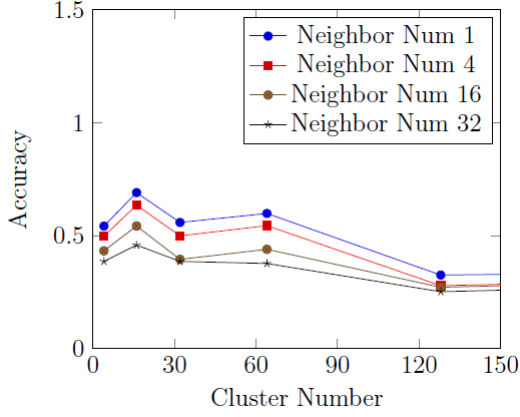 1.5
1
0.5
0
Accuracy
Neighbor Num 1
Neighbor Num 4
Neighbor Num 16
Neighbor Num 32
0 30 60 90 120 150
Cluster Number